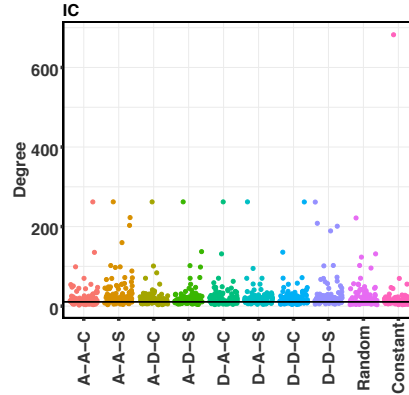 IC
Degree
600
400
200
0
A−A−C
A−A−S
A−D−C
A−D−S
D−A−C
D−A−S
D−D−C
D−D−S
Random
Constant